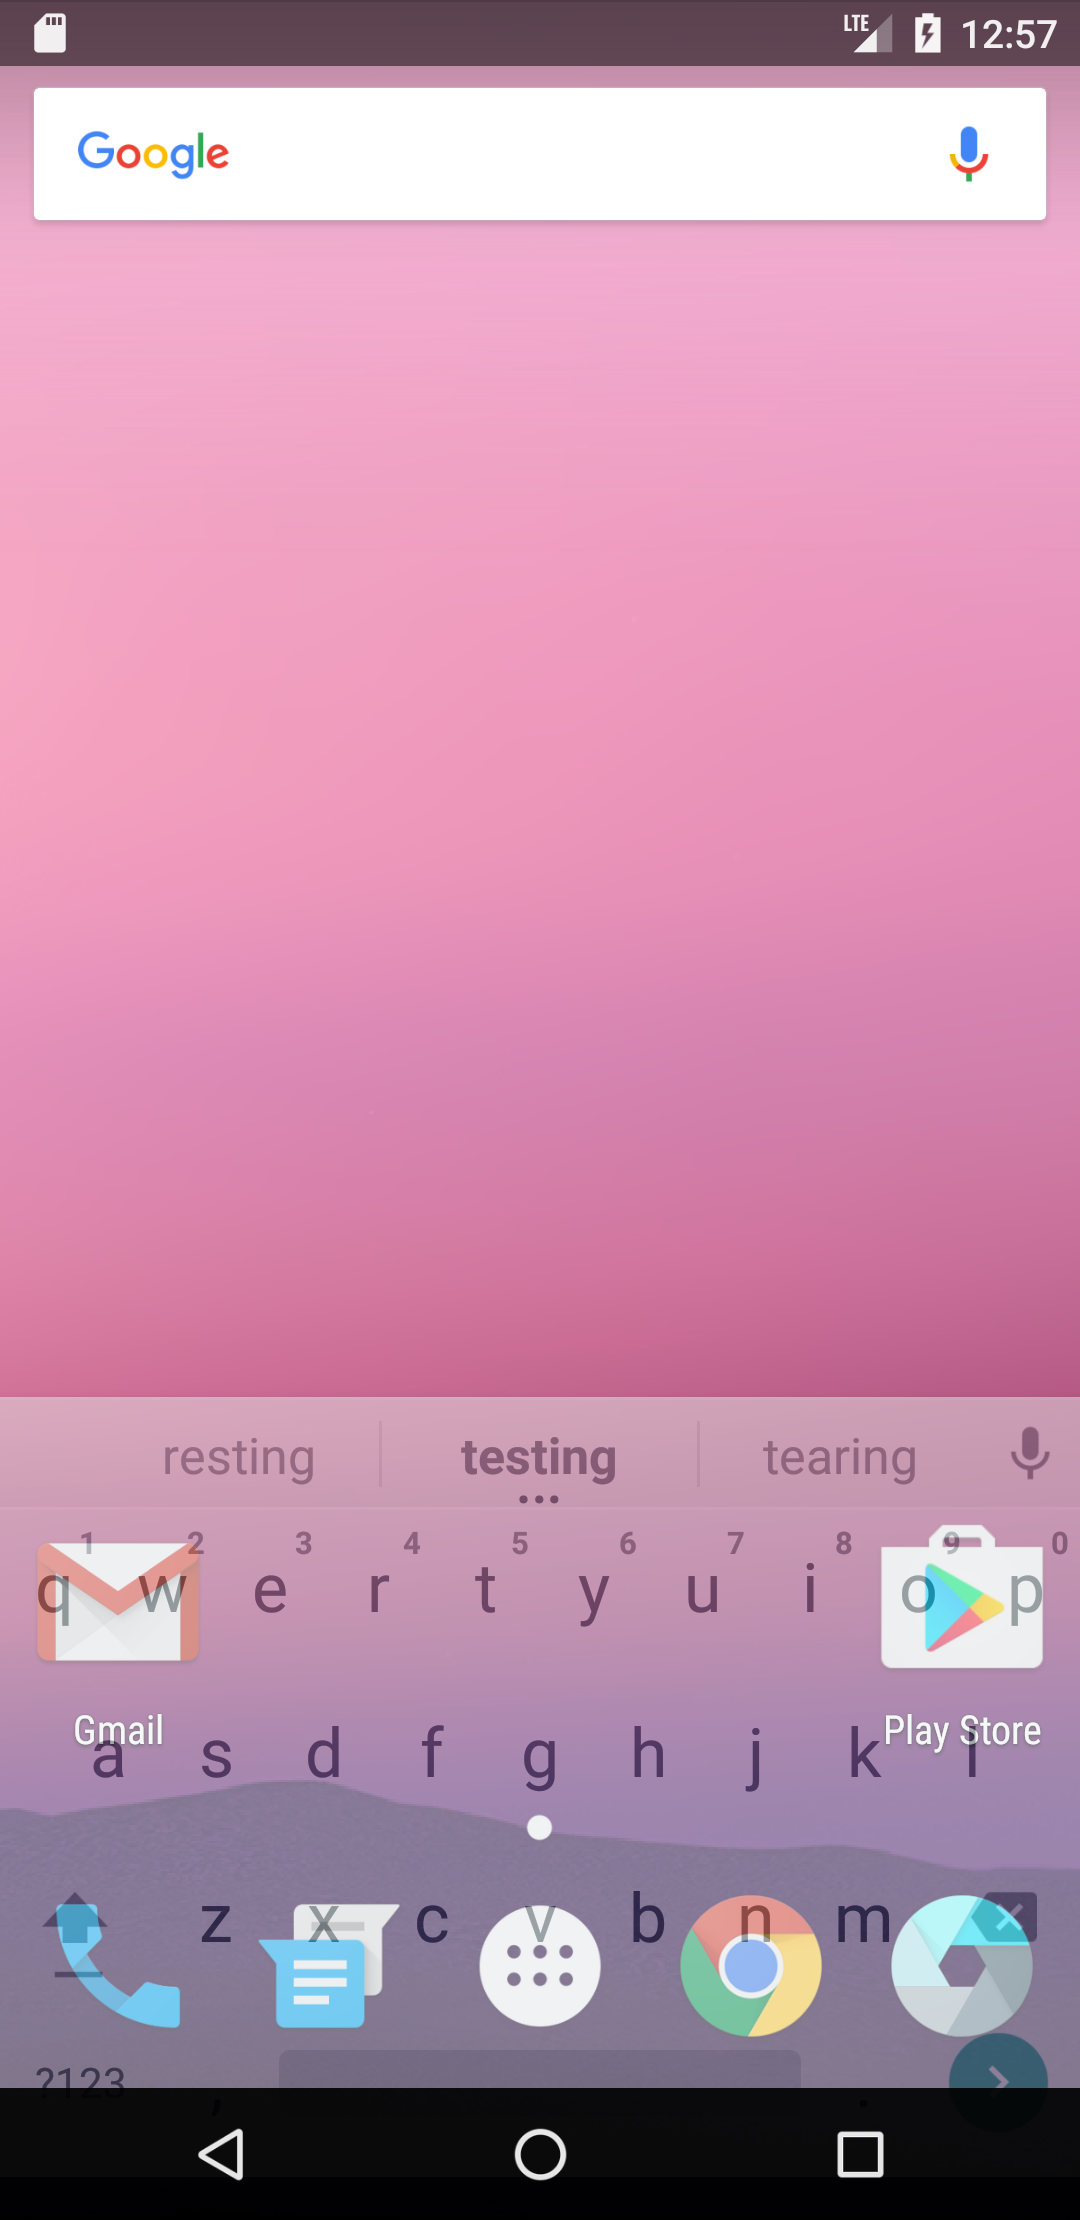 LTE 12:57
Google
resting testing tearing
1 2 3 4 5 6 7 8 9 0
q w e r t y u i o p
Gmail Play Store
a s d f g h j k l
z x c v b n m
?123 , .